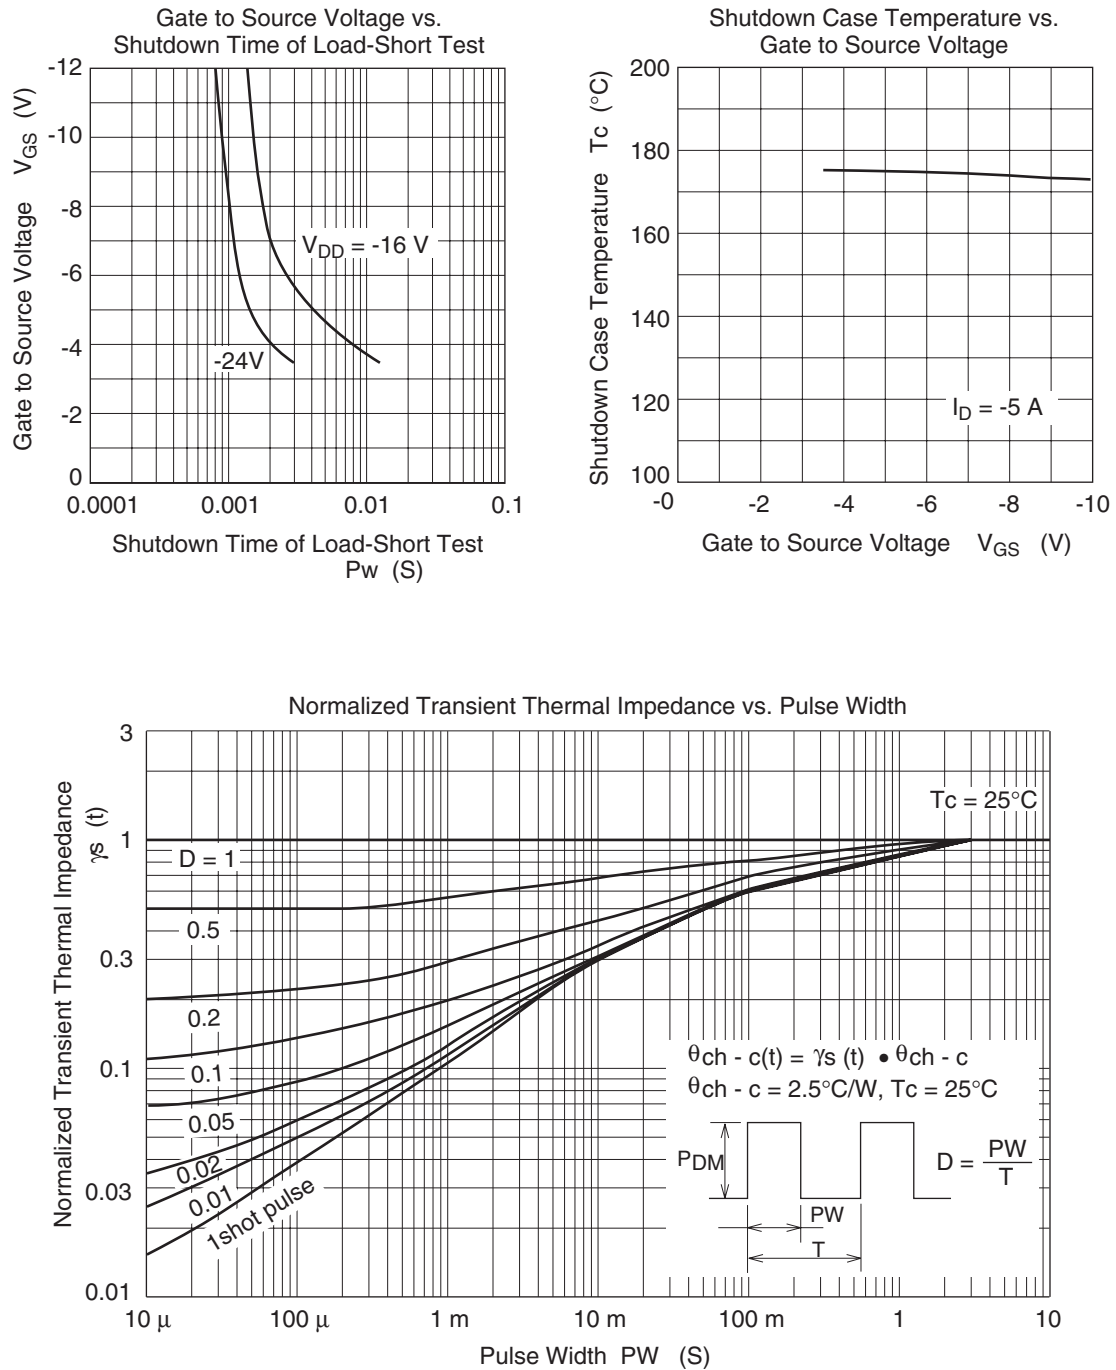 Gate to Source Voltage vs.
Shutdown Time of Load-Short Test
-12
-10
-8
-6
-4
-2
0
Gate to Source Voltage VGS (V)
VDD = -16 V
-24V
0.0001 0.001 0.01 0.1
Shutdown Time of Load-Short Test
Pw (S)
Shutdown Case Temperature vs.
Gate to Source Voltage
200
180
160
140
120
100
Shutdown Case Temperature Tc (°C)
ID = -5 A
-0 -2 -4 -6 -8 -10
Gate to Source Voltage VGS (V)
Normalized Transient Thermal Impedance vs. Pulse Width
3
1
0.3
0.1
0.03
0.01
Normalized Transient Thermal Impedance
γs (t)
Tc = 25°C
D = 1
0.5
0.2
0.1
0.05
0.02
0.01
1shot pulse
θch - c(t) = γs (t) • θch - c
θch - c = 2.5°C/W, Tc = 25°C
PDM
D = PW
T
PW
T
10 μ 100 μ 1 m 10 m 100 m 1 10
Pulse Width PW (S)